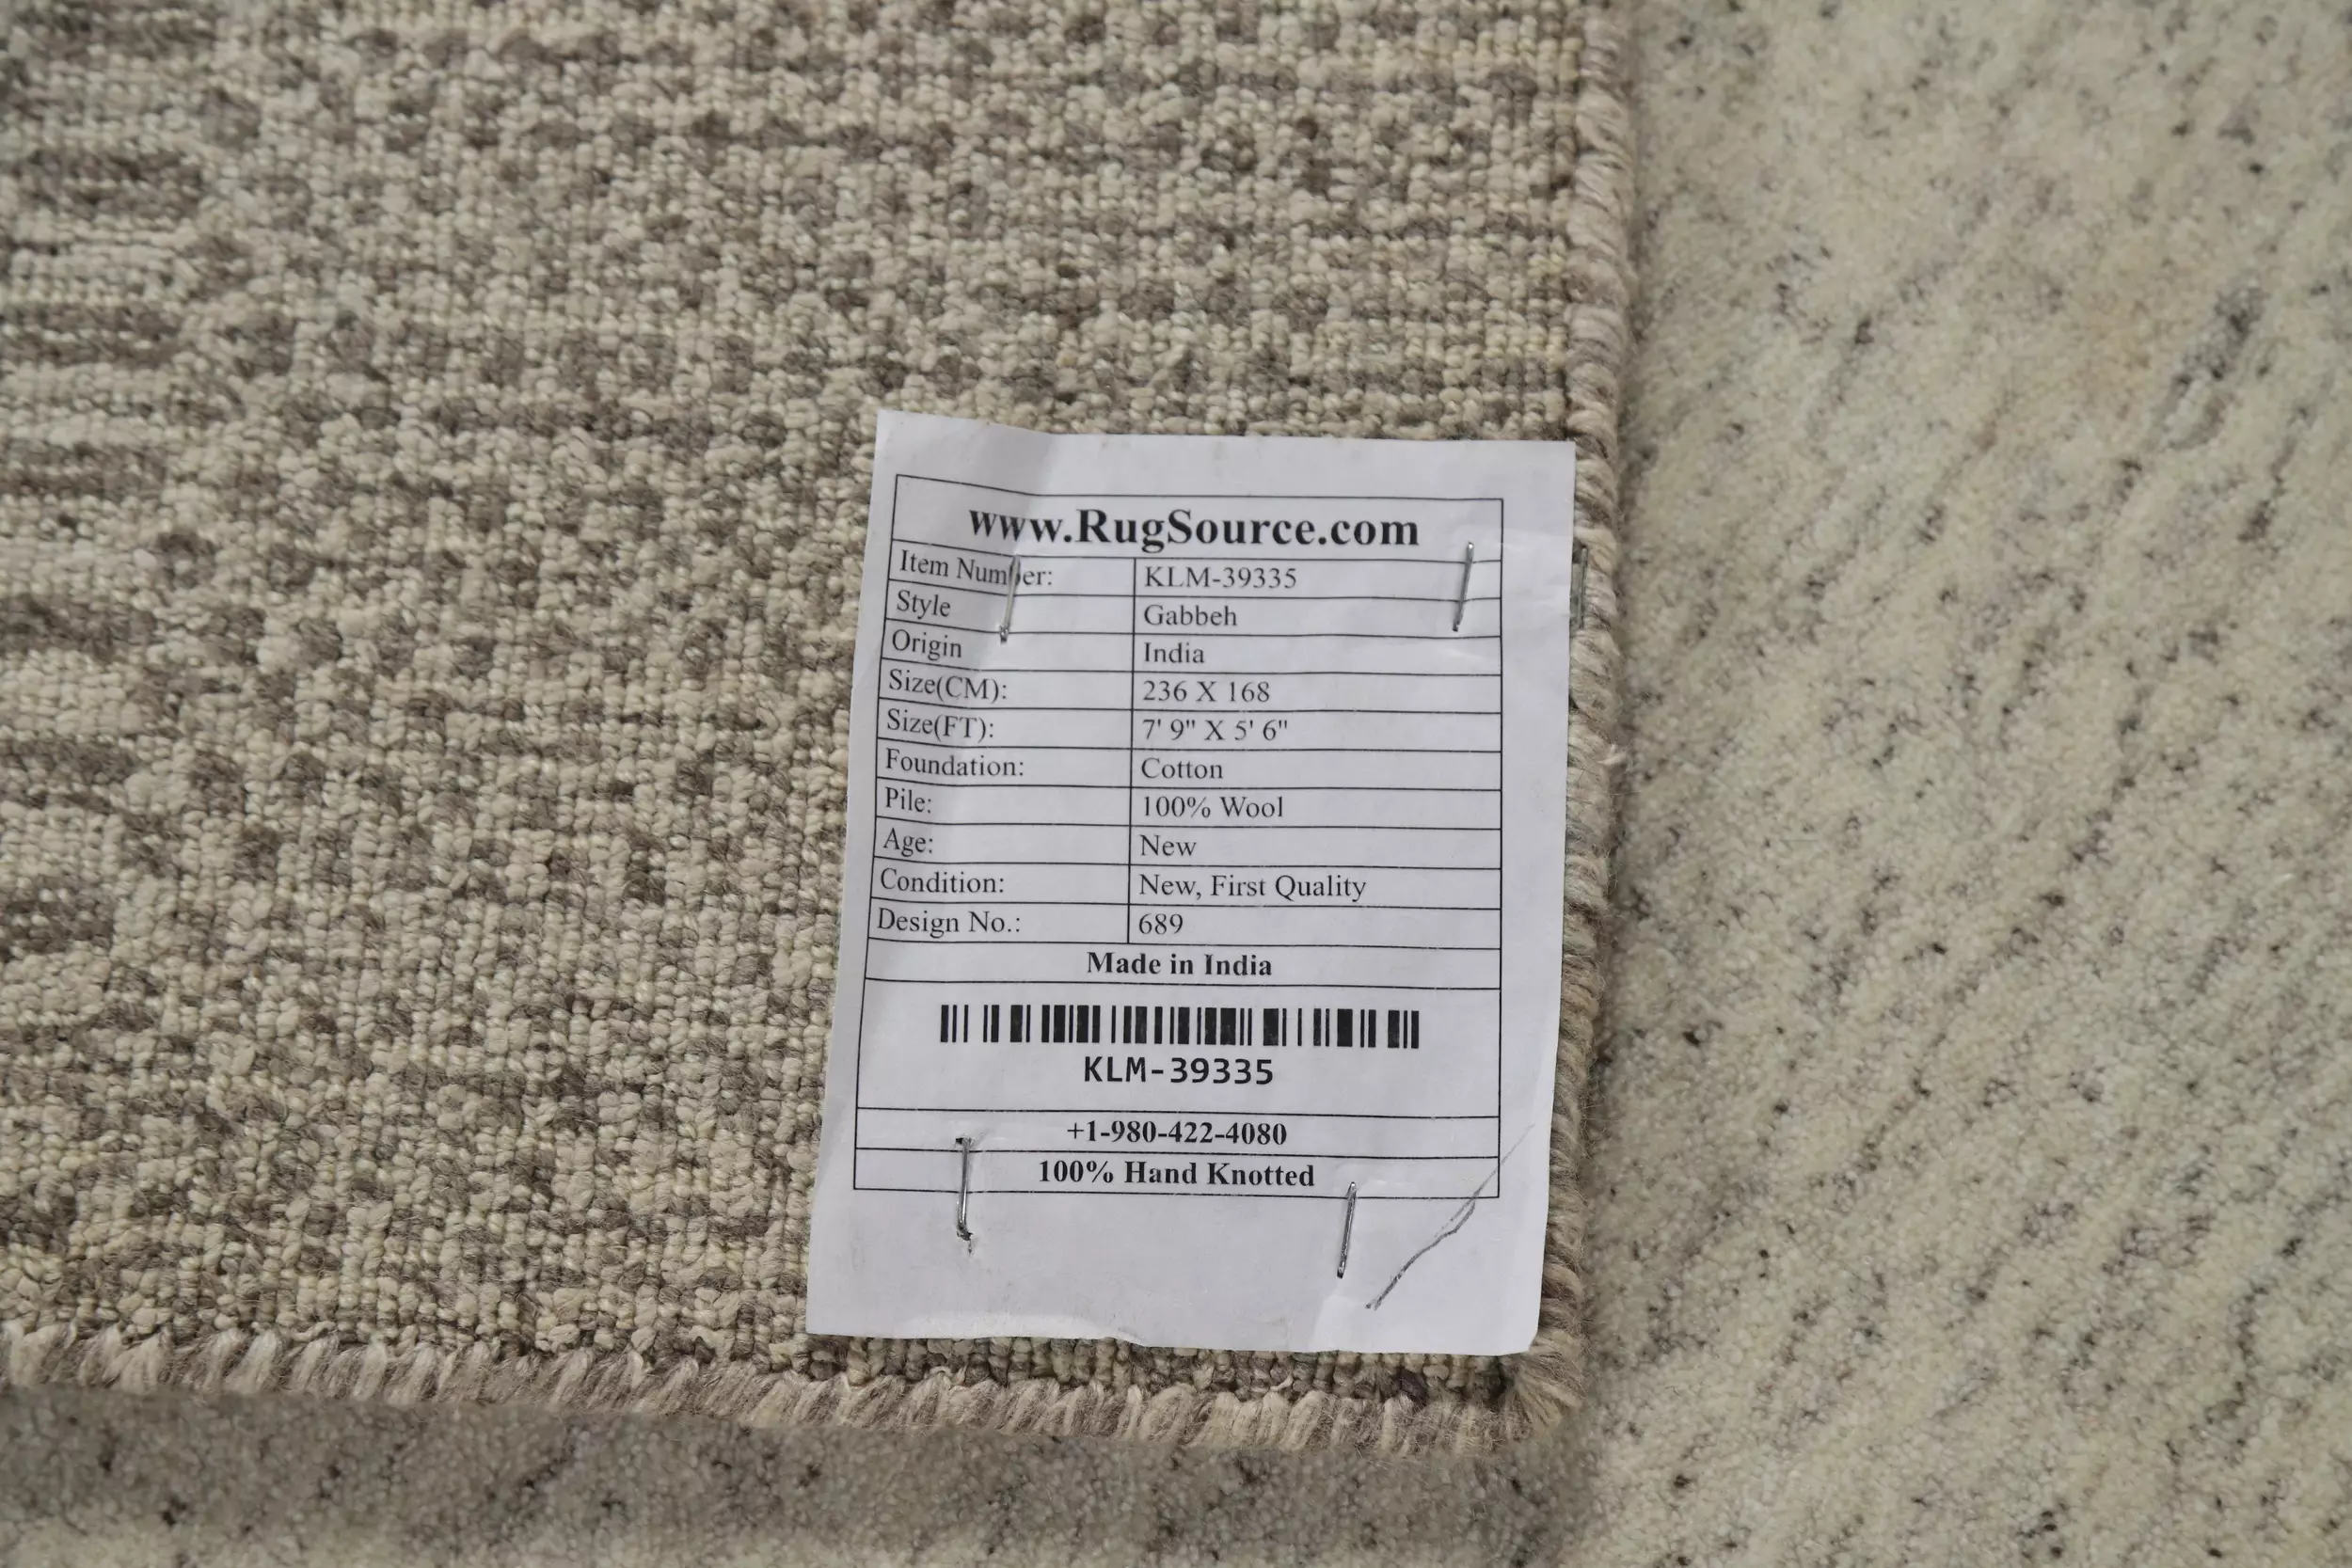 www.RugSource.com
Item Number: KLM-39335
Style Gabbeh
Origin India
Size(CM): 236 X 168
Size(FT): 7' 9" X 5' 6"
Foundation: Cotton
Pile: 100% Wool
Age: New
Condition: New, First Quality
Design No.: 689
Made in India
KLM-39335
+1-980-422-4080
100% Hand Knotted